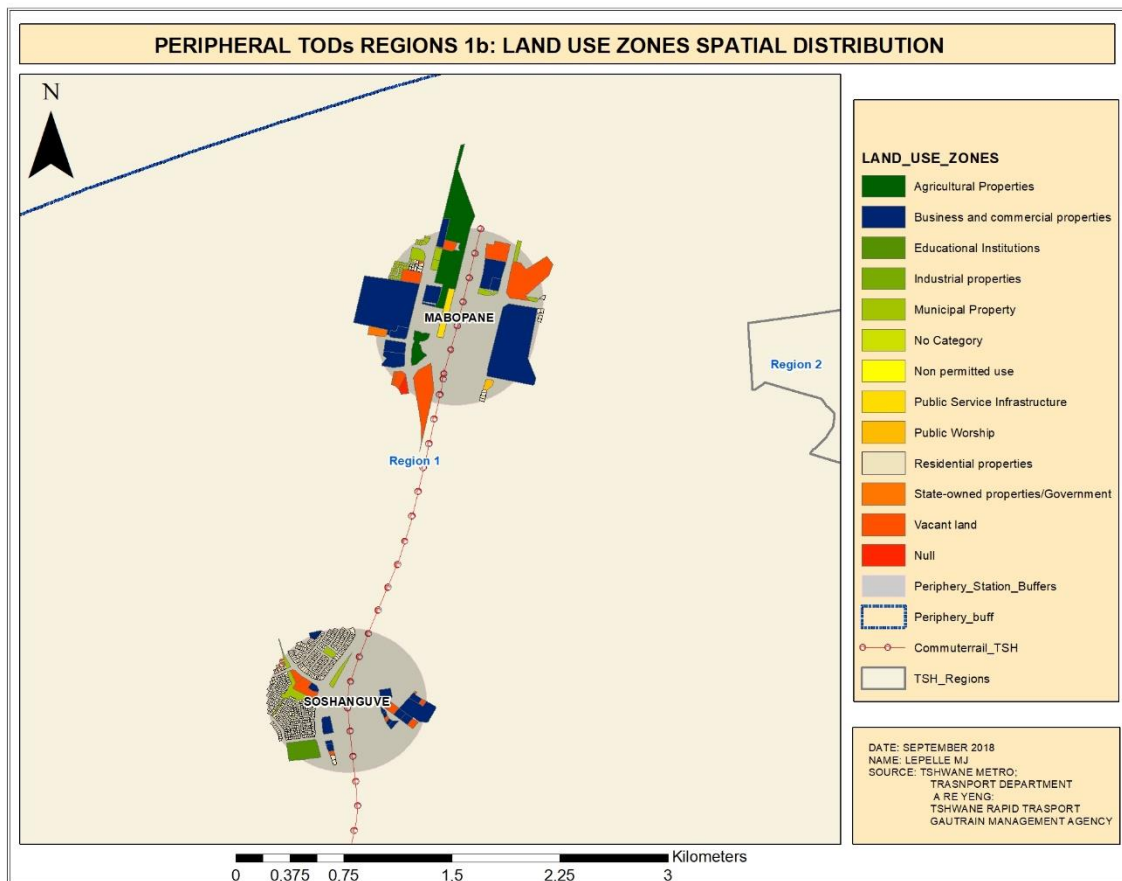 PERIPHERAL TODs REGIONS 1b: LAND USE ZONES SPATIAL DISTRIBUTION
N
MABOPANE
Region 2
Region 1
SOSHANGUVE
LAND_USE_ZONES
Agricultural Properties
Business and commercial properties
Educational Institutions
Industrial properties
Municipal Property
No Category
Non permitted use
Public Service Infrastructure
Public Worship
Residential properties
State-owned properties/Government
Vacant land
Null
Periphery_Station_Buffers
Periphery_buff
Commuterrail_TSH
TSH_Regions
DATE: SEPTEMBER 2018
NAME: LEPELLE MJ
SOURCE: TSHWANE METRO;
TRASNPORT DEPARTMENT
A RE YENG:
TSHWANE RAPID TRASPORT
GAUTRAIN MANAGEMENT AGENCY
Kilometers
0 0.375 0.75 1.5 2.25 3